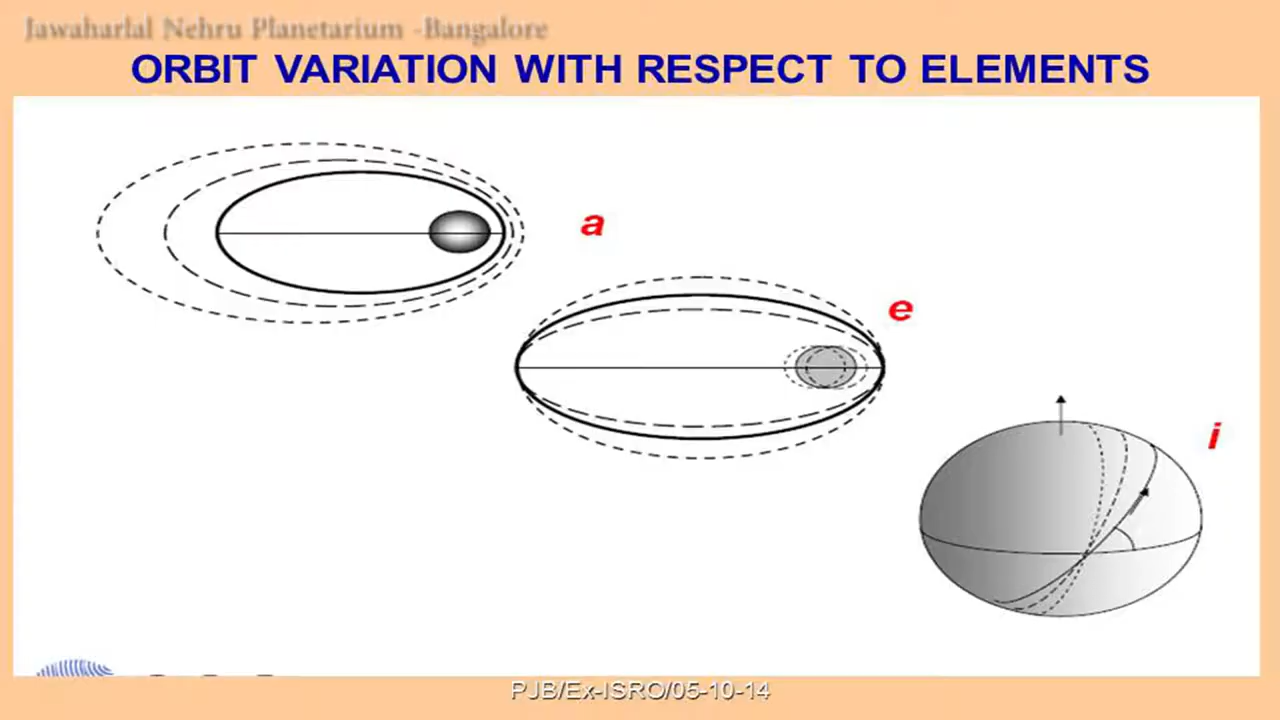 Jawaharlal Nehru Planetarium -Bangalore
ORBIT VARIATION WITH RESPECT TO ELEMENTS
a
e
i
PJB/Ex-ISRO/05-10-14